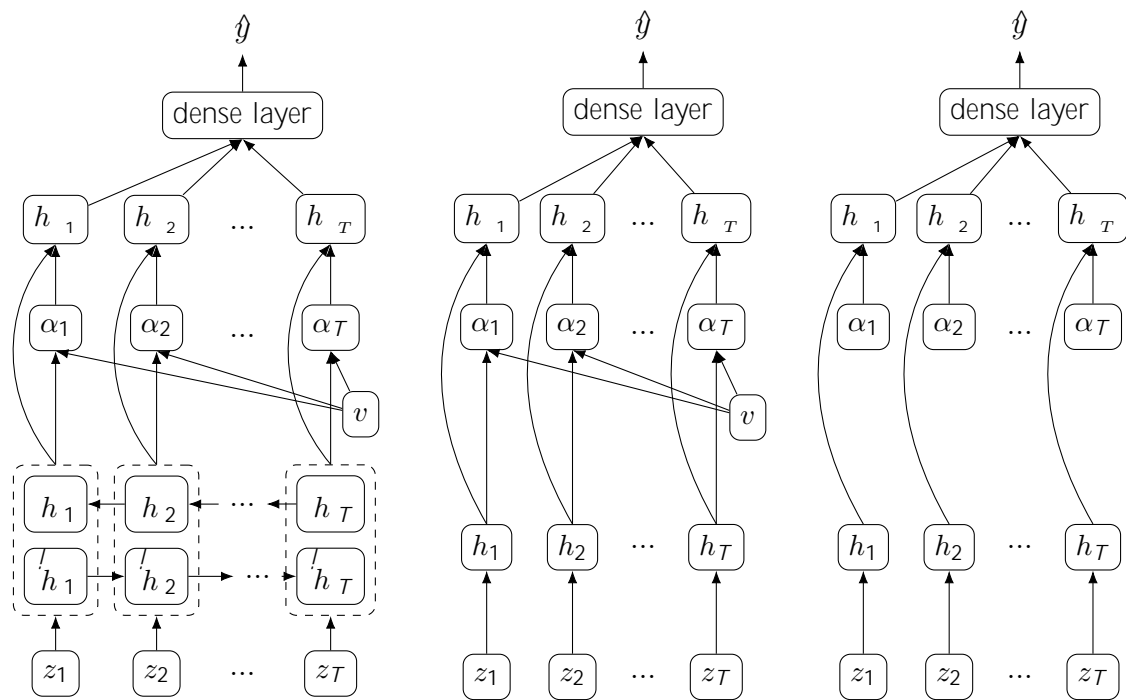 ŷ ŷ ŷ
dense layer dense layer dense layer
h 1 h 2 ... h T h 1 h 2 ... h T h 1 h 2 ... h T
α1 α2 ... αT α1 α2 ... αT α1 α2 ... αT
v v
h 1 h 2 ... h T
h1 h2 ... hT h1 h2 ... hT
h 1 h 2 ... h T
z1 z2 ... zT z1 z2 ... zT z1 z2 ... zT